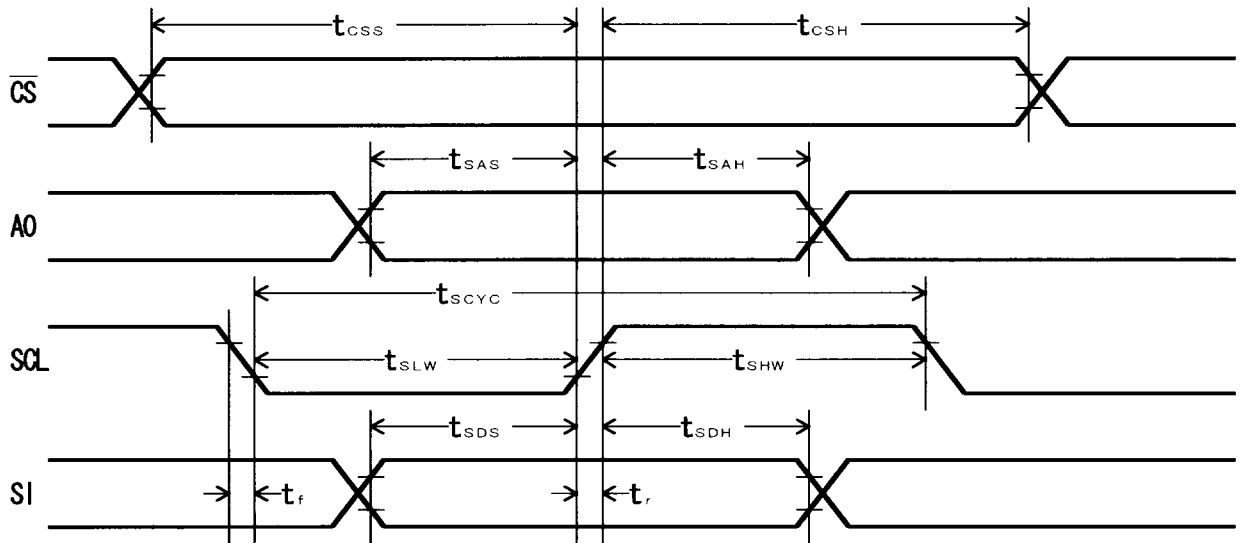 tCSS tCSH
CS
tSAS tSAH
A0
tSCYC
SCL tSLW tSHW
tSDS tSDH
SI tf tr